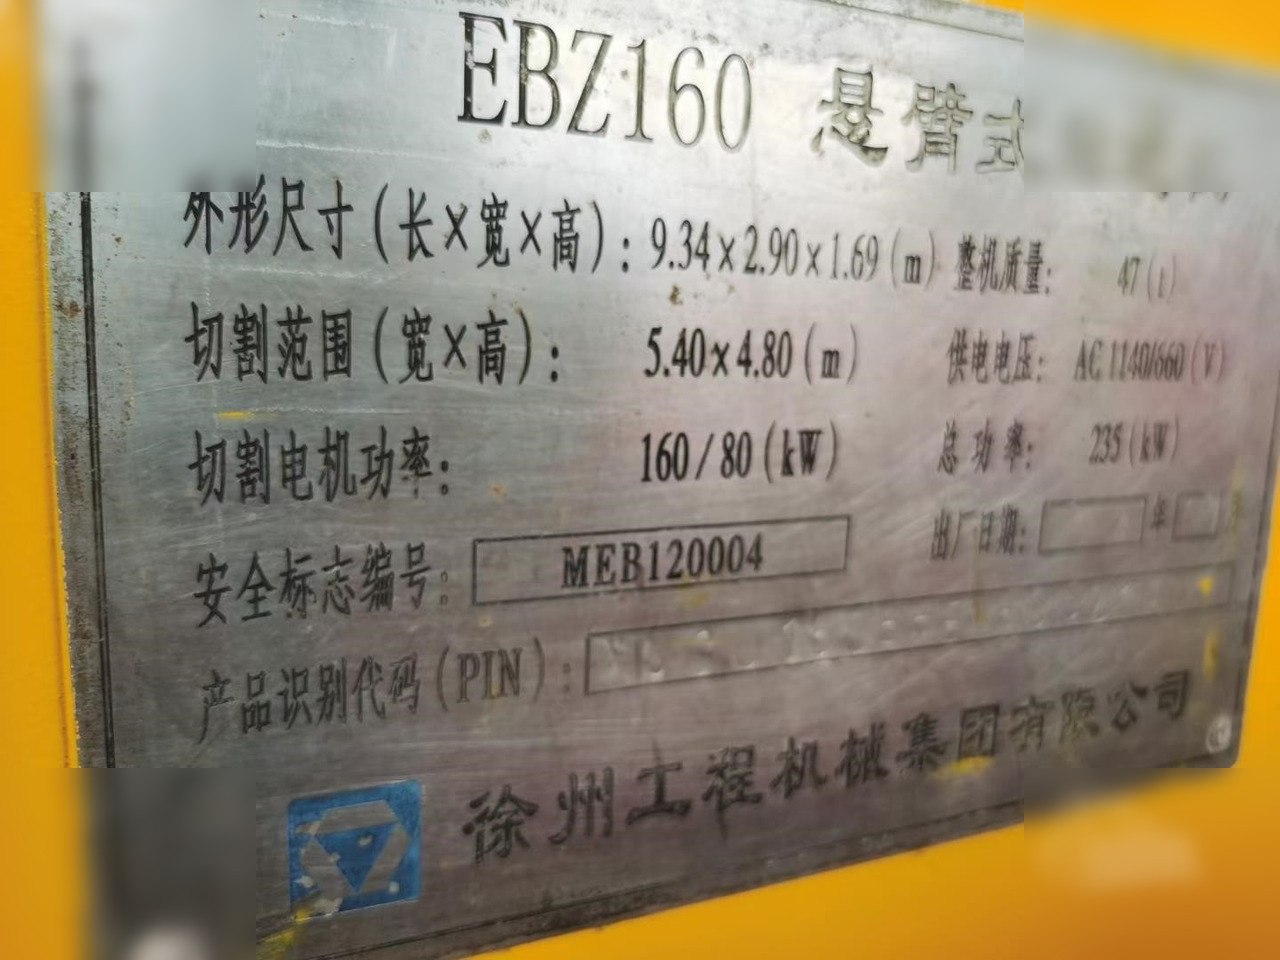 EBZ160 悬臂式
外形尺寸(长×宽×高): 9.34×2.90×1.69(m) 整机质量: 47(t)
切割范围(宽×高): 5.40×4.80(m) 供电电压: AC 1140/660(V)
切割电机功率: 160/80(kW) 总功率: 235(kW)
安全标志编号: MEB120004 出厂日期: 年
产品识别代码(PIN):
徐州工程机械集团有限公司